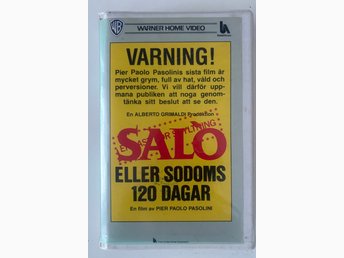 WB WARNER HOME VIDEO
VARNING!
Pier Paolo Pasolinis sista film är
mycket grym, full av hat, våld och
perversioner. Vi vill därför upp-
mana publiken att noga genom-
tänka sitt beslut att se den.
En ALBERTO GRIMALDI Produktion
SALO
ELLER SODOMS
120 DAGAR
En film av PIER PAOLO PASOLINI